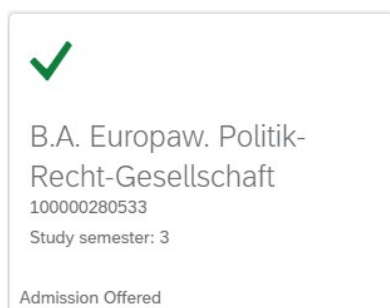 B.A. Europaw. Politik-
Recht-Gesellschaft
100000280533
Study semester: 3
Admission Offered